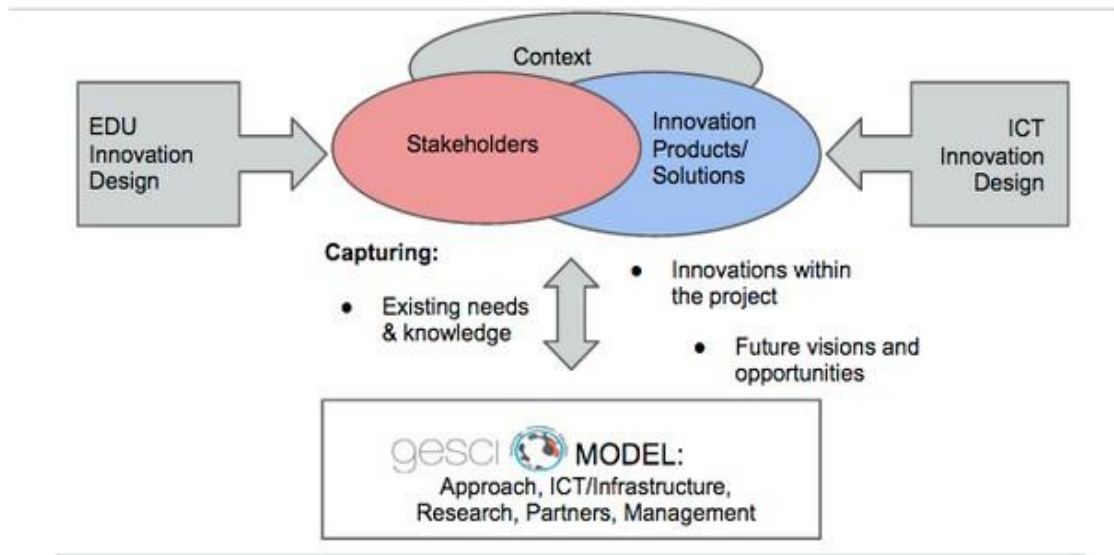 Context
EDU
Innovation
Design
Stakeholders
Innovation
Products/
Solutions
ICT
Innovation
Design
Capturing:
● Existing needs
& knowledge
● Innovations within
the project
● Future visions and
opportunities
gesci MODEL:
Approach, ICT/Infrastructure,
Research, Partners, Management